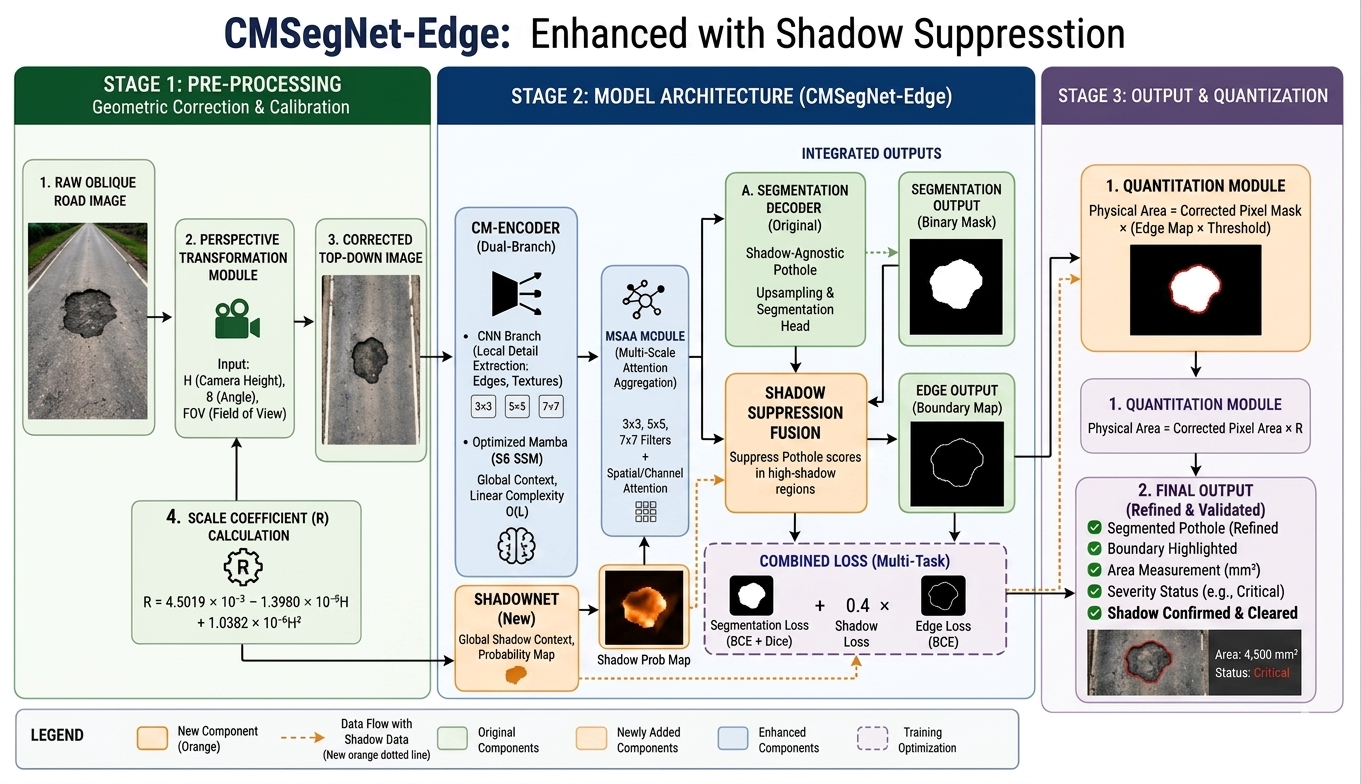 CMSegNet-Edge: Enhanced with Shadow Suppresstion
STAGE 1: PRE-PROCESSING
Geometric Correction & Calibration
1. RAW OBLIQUE
ROAD IMAGE
2. PERSPECTIVE
TRANSFORMATION
MODULE
Input:
H (Camera Height),
8 (Angle),
FOV (Field of View)
3. CORRECTED
TOP-DOWN IMAGE
4. SCALE COEFFICIENT (R)
CALCULATION
R
R = 4.5019 × 10⁻³ – 1.3980 × 10⁻⁵H
+ 1.0382 × 10⁻⁶H²
STAGE 2: MODEL ARCHITECTURE (CMSegNet-Edge)
INTEGRATED OUTPUTS
CM-ENCODER
(Dual-Branch)
• CNN Branch
(Local Detail
Extraction:
Edges, Textures)
3x3 5×5 7×7
• Optimized Mamba
(S6 SSM)
Global Context,
Linear Complexity
O(L)
MSAA MCDULE
(Multi-Scale
Attention
Aggregation)
3x3, 5x5,
7x7 Filters
+
Spatial/Channel
Attention
SHADOWNET
(New)
Global Shadow Context,
Probability Map
Shadow Prob Map
A. SEGMENTATION
DECODER
(Original)
Shadow-Agnostic
Pothole
Upsampling &
Segmentation
Head
SEGMENTATION
OUTPUT
(Binary Mask)
SHADOW
SUPPRESSION
FUSION
Suppress Pothole scores
in high-shadow
regions
EDGE OUTPUT
(Boundary Map)
COMBINED LOSS (Multi-Task)
+ 0.4 ×
Segmentation Loss
(BCE + Dice)
Shadow
Loss
Edge Loss
(BCE)
STAGE 3: OUTPUT & QUANTIZATION
1. QUANTITATION MODULE
Physical Area = Corrected Pixel Mask
× (Edge Map × Threshold)
1. QUANTITATION MODULE
Physical Area = Corrected Pixel Area × R
2. FINAL OUTPUT
(Refined & Validated)
Segmented Pothole (Refined
Boundary Highlighted
Area Measurement (mm²)
Severity Status (e.g., Critical)
Shadow Confirmed & Cleared
Area: 4,500 mm²
Status: Critical
LEGEND
New Component
(Orange)
Data Flow with
Shadow Data
(New orange dotted line)
Original
Components
Newly Added
Components
Enhanced
Components
Training
Optimization